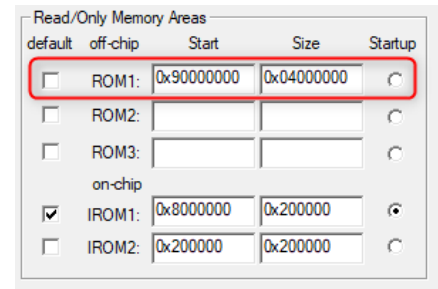 Read/Only Memory Areas
default off-chip Start Size Startup
ROM1: 0x90000000 0x04000000
ROM2:
ROM3:
on-chip
IROM1: 0x8000000 0x200000
IROM2: 0x200000 0x200000